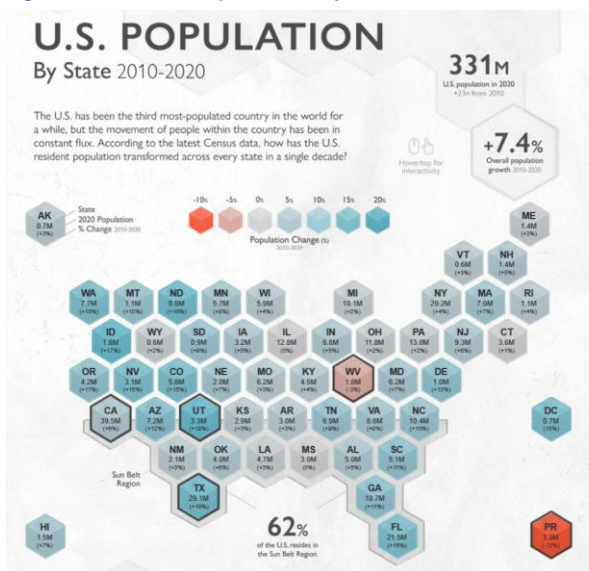 U.S. POPULATION
By State 2010-2020
331M
U.S. population in 2020
from 2010
The U.S. has been the third most-populated country in the world for
a while, but the movement of people within the country has been in
constant flux. According to the latest Census data, how has the U.S.
resident population transformed across every state in a single decade?
Hover/tap for
interactivity
+7.4%
Overall population
growth 2010-2020
-10% -5% 0% 5% 10% 15% 20%
Population Change (%)
2010-2020
AK
0.7M
(+3%)
State
2020 Population
% Change 2010-2020
ME
1.4M
(+3%)
VT
0.6M
(+3%)
NH
1.4M
(+5%)
WA
7.7M
(+15%)
MT
1.1M
(+10%)
ND
0.8M
(+16%)
MN
5.7M
(+8%)
WI
5.9M
(+4%)
MI
10.1M
(+2%)
NY
20.2M
(+4%)
MA
7.0M
(+7%)
RI
1.1M
(+4%)
ID
1.8M
(+17%)
WY
0.6M
(+2%)
SD
0.9M
(+9%)
IA
3.2M
(+5%)
IL
12.8M
(0%)
IN
6.8M
(+5%)
OH
11.8M
(+2%)
PA
13.0M
(+2%)
NJ
9.3M
(+6%)
CT
3.6M
(+1%)
OR
4.2M
(+11%)
NV
3.1M
(+15%)
CO
5.8M
(+15%)
NE
2.0M
(+7%)
MO
6.2M
(+3%)
KY
4.5M
(+4%)
WV
1.8M
(-3%)
MD
6.2M
(+7%)
DE
1.0M
(+10%)
CA
39.5M
(+6%)
AZ
7.2M
(+12%)
UT
3.3M
KS
2.9M
(+3%)
AR
3.0M
(+3%)
TN
6.9M
(+9%)
VA
8.6M
(+8%)
NC
10.4M
(+10%)
DC
0.7M
(15%)
NM
2.1M
(+3%)
OK
4.0M
(+6%)
LA
4.7M
(+3%)
MS
3.0M
(0%)
AL
5.0M
(+5%)
SC
5.1M
(+11%)
Sun Belt
Region
TX
29.1M
(+16%)
GA
10.7M
(+11%)
62%
of the U.S. resides in
the Sun Belt Region.
HI
1.5M
(+7%)
FL
21.5M
(+15%)
PR
3.3M
(-12%)